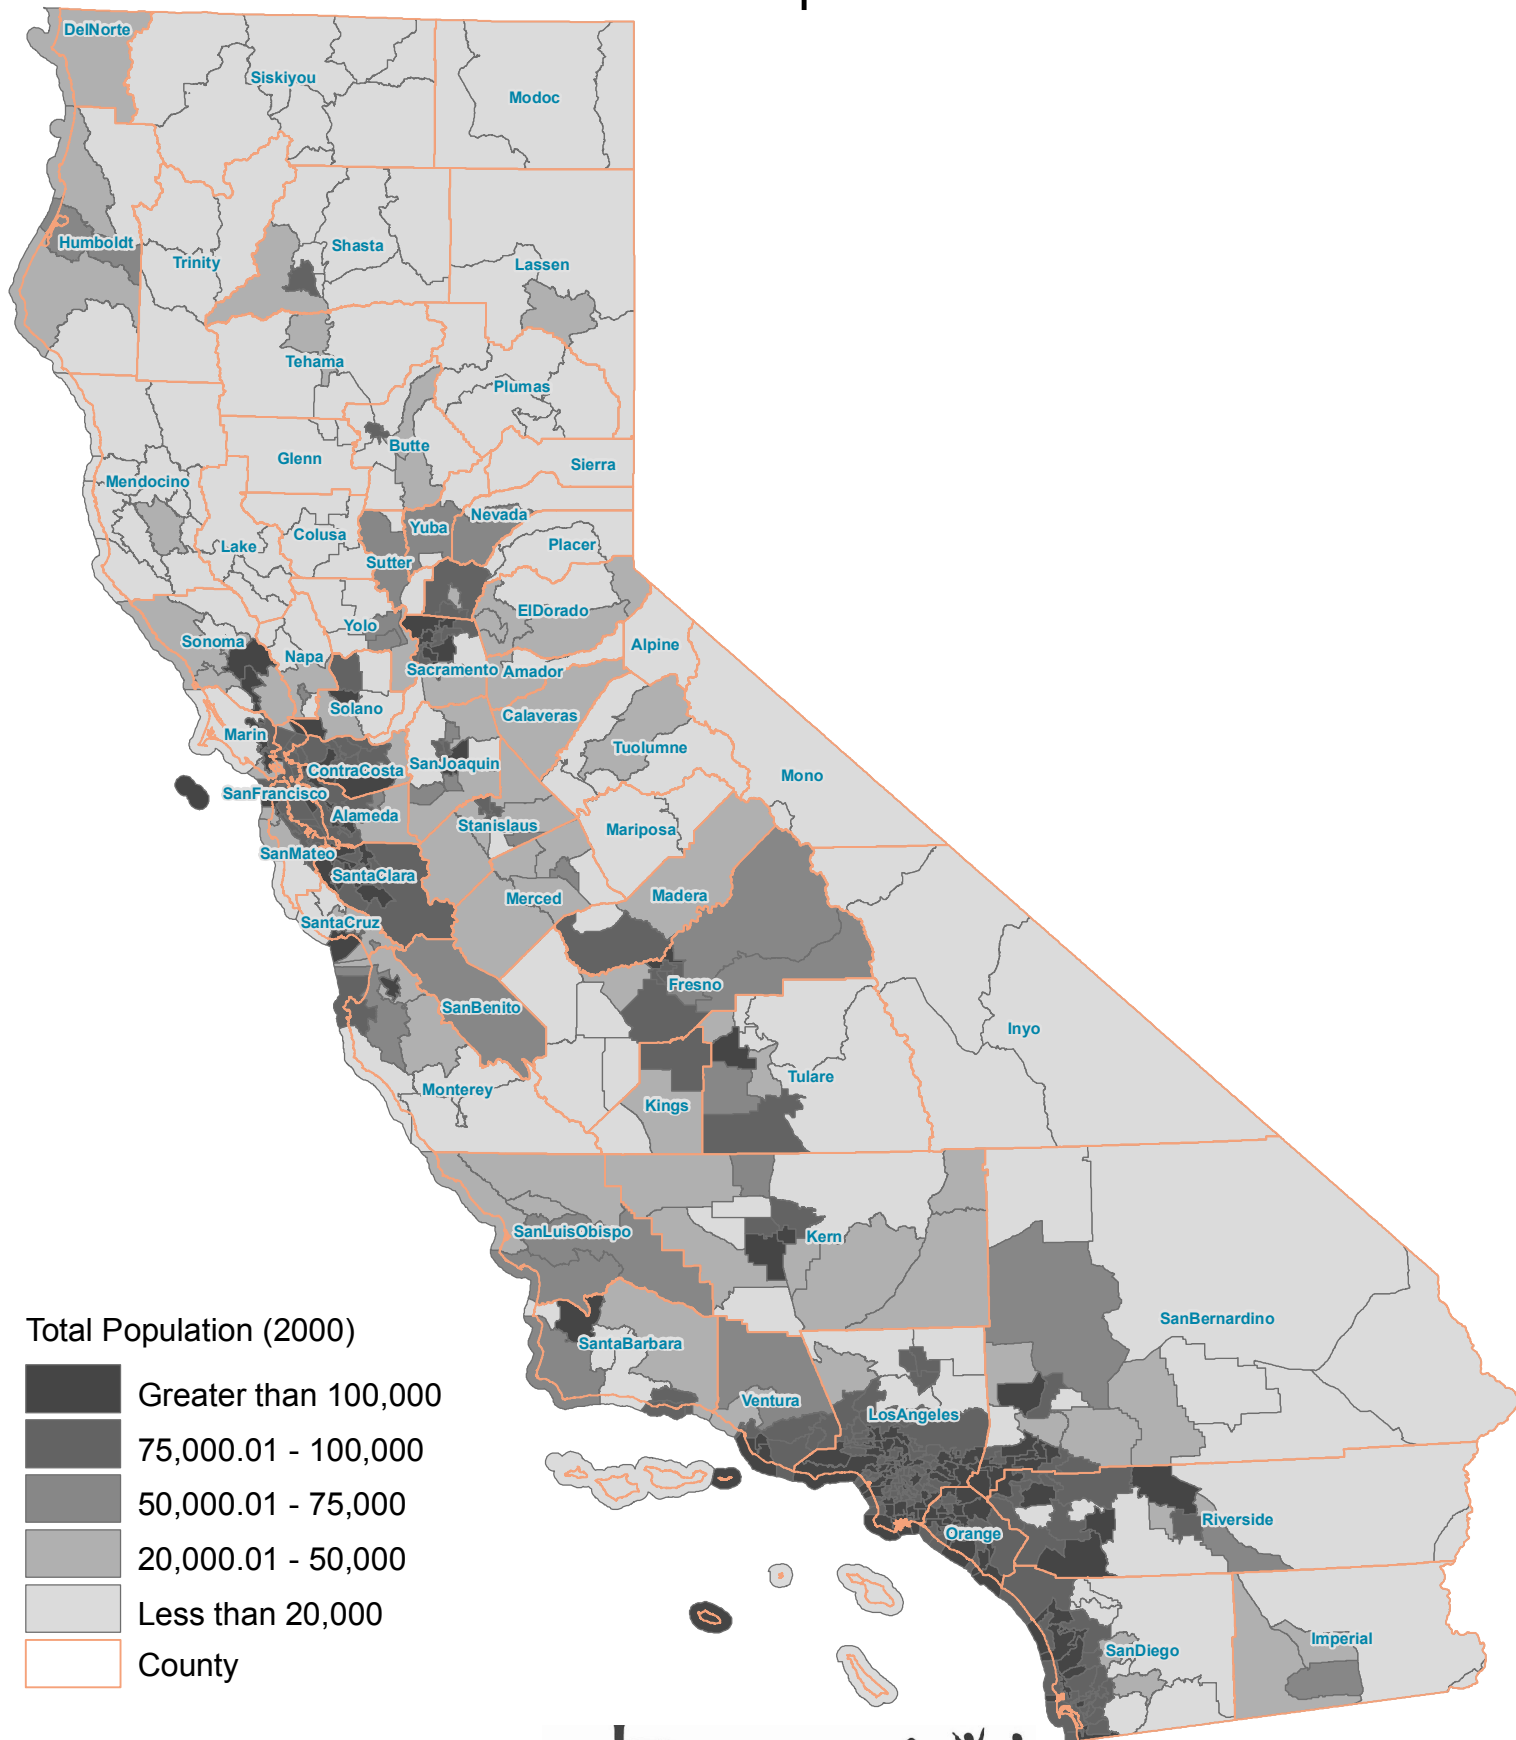 DelNorte
Siskiyou
Modoc
Humboldt
Trinity
Shasta
Lassen
Tehama
Plumas
Butte
Glenn
Sierra
Mendocino
Nevada
Yuba
Colusa
Lake
Placer
Sutter
ElDorado
Yolo
Sonoma
Alpine
Napa
Sacramento
Amador
Solano
Calaveras
Marin
Tuolumne
SanJoaquin
ContraCosta
Mono
SanFrancisco
Alameda
Stanislaus
Mariposa
SanMateo
SantaClara
Madera
Merced
SantaCruz
Fresno
SanBenito
Inyo
Tulare
Monterey
Kings
SanLuisObispo
Kern
SanBernardino
SantaBarbara
Ventura
LosAngeles
Riverside
Orange
Imperial
SanDiego
Total Population (2000)
Greater than 100,000
75,000.01 - 100,000
50,000.01 - 75,000
20,000.01 - 50,000
Less than 20,000
County